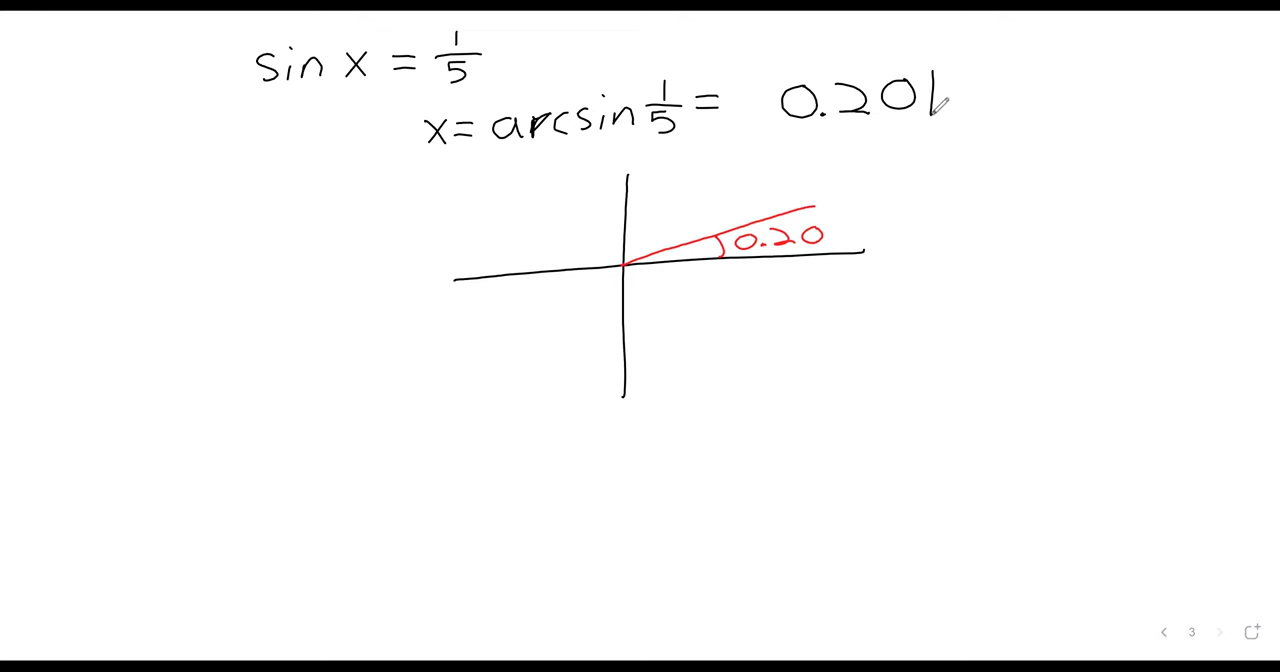 sin x = 1/5
x = arcsin 1/5 = 0.201
0.20
3